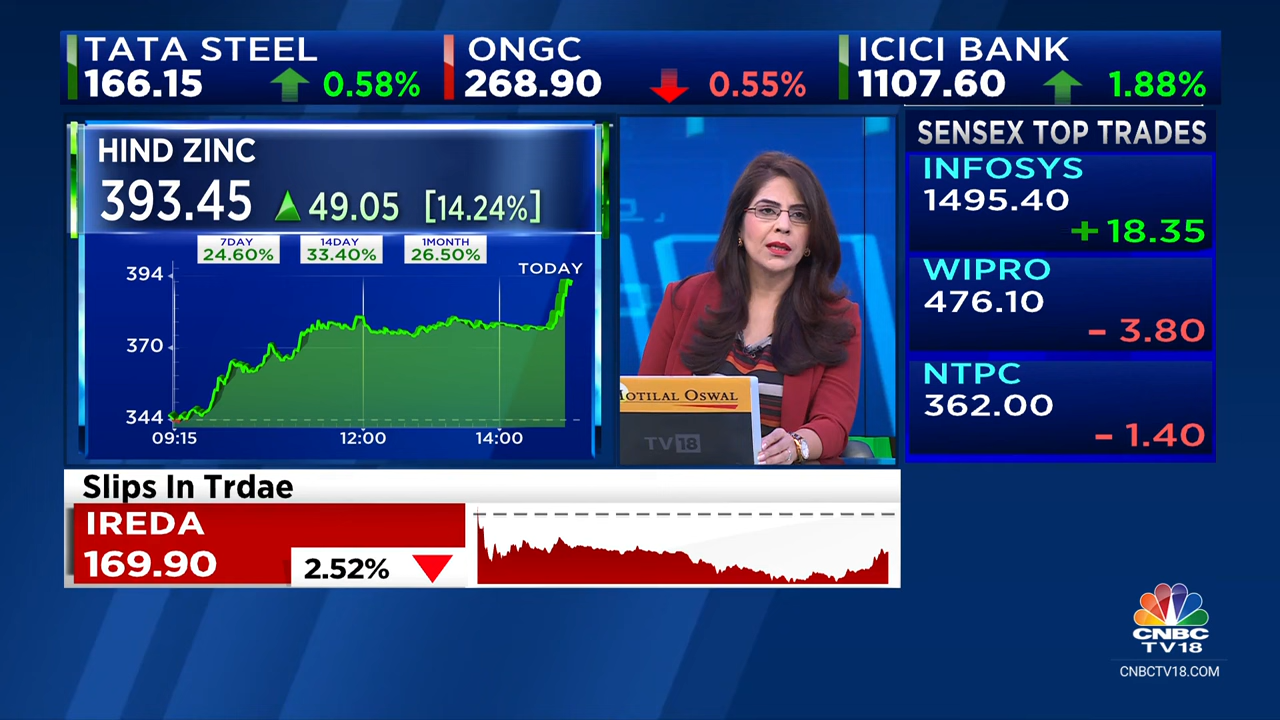 TATA STEEL
166.15 0.58%
ONGC
268.90 0.55%
ICICI BANK
1107.60 1.88%
HIND ZINC
393.45 49.05 [14.24%]
7DAY
24.60%
14DAY
33.40%
1MONTH
26.50%
TODAY
394
370
344
09:15 12:00 14:00
MOTILAL OSWAL
TV18
SENSEX TOP TRADES
INFOSYS
1495.40
+ 18.35
WIPRO
476.10
- 3.80
NTPC
362.00
- 1.40
Slips In Trdae
IREDA
169.90
2.52%
CNBC
TV18
CNBCTV18.COM